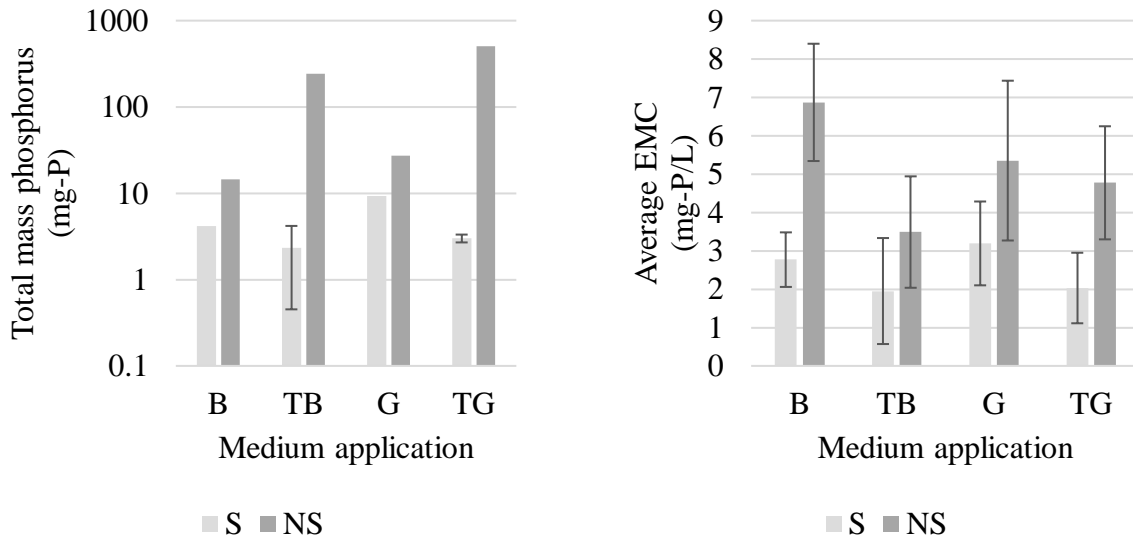 Total mass phosphorus
(mg-P)
1000
100
10
1
0.1
B TB G TG
Medium application
S NS
Average EMC
(mg-P/L)
9
8
7
6
5
4
3
2
1
0
B TB G TG
Medium application
S NS